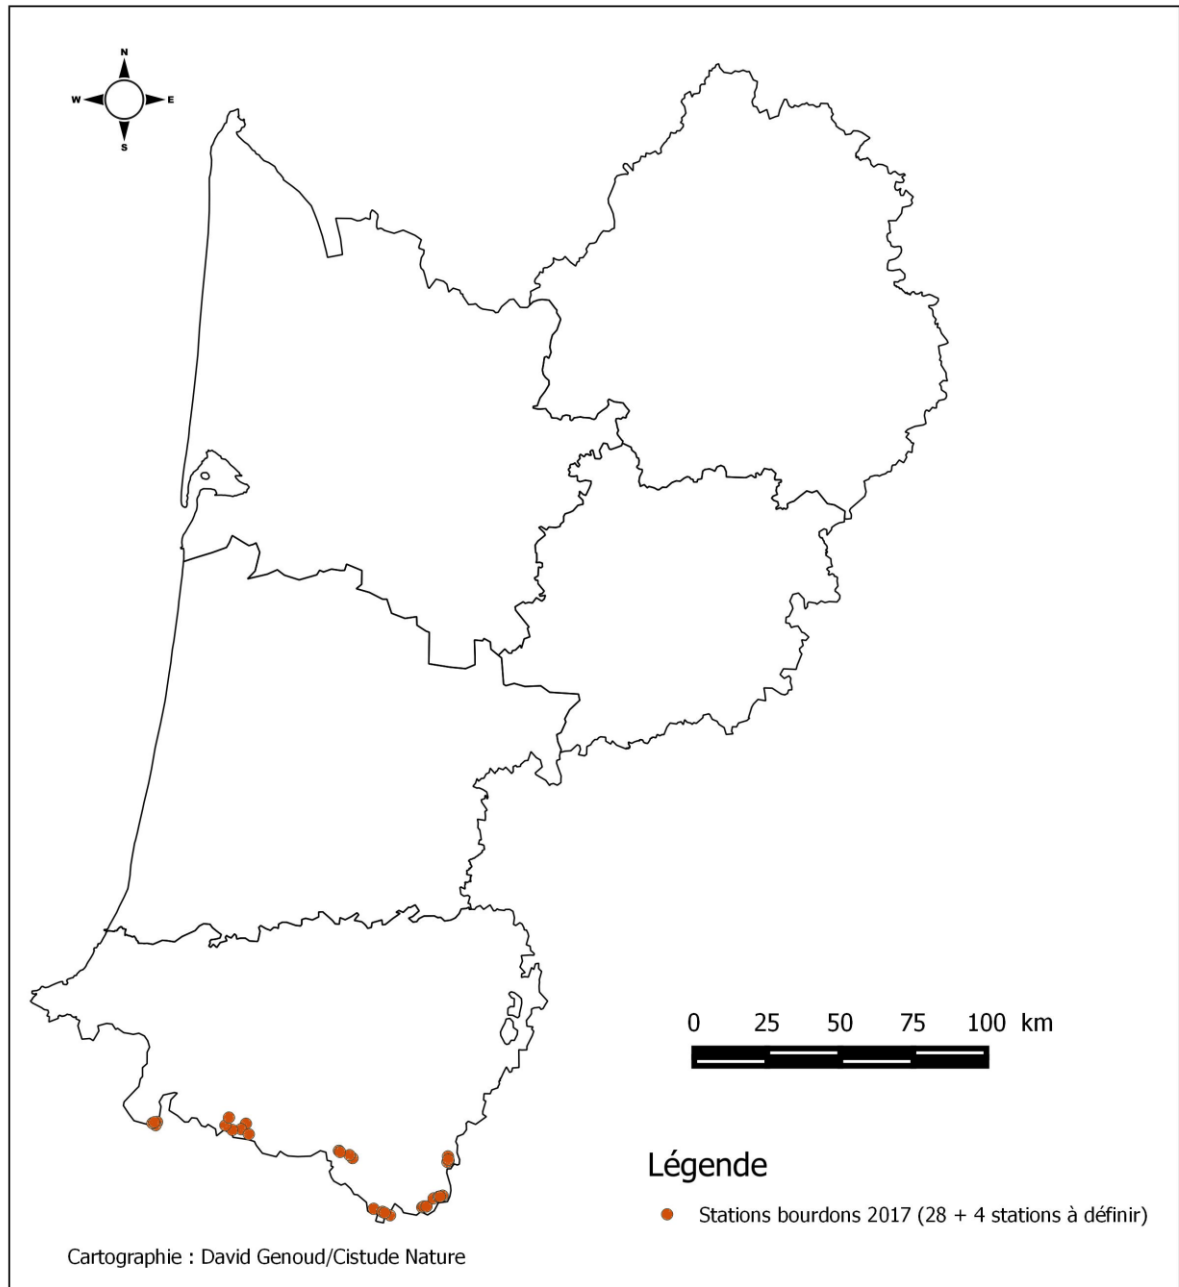 N
W E
S
0 25 50 75 100 km
Légende
Stations bourdons 2017 (28 + 4 stations à définir)
Cartographie : David Genoud/Cistude Nature